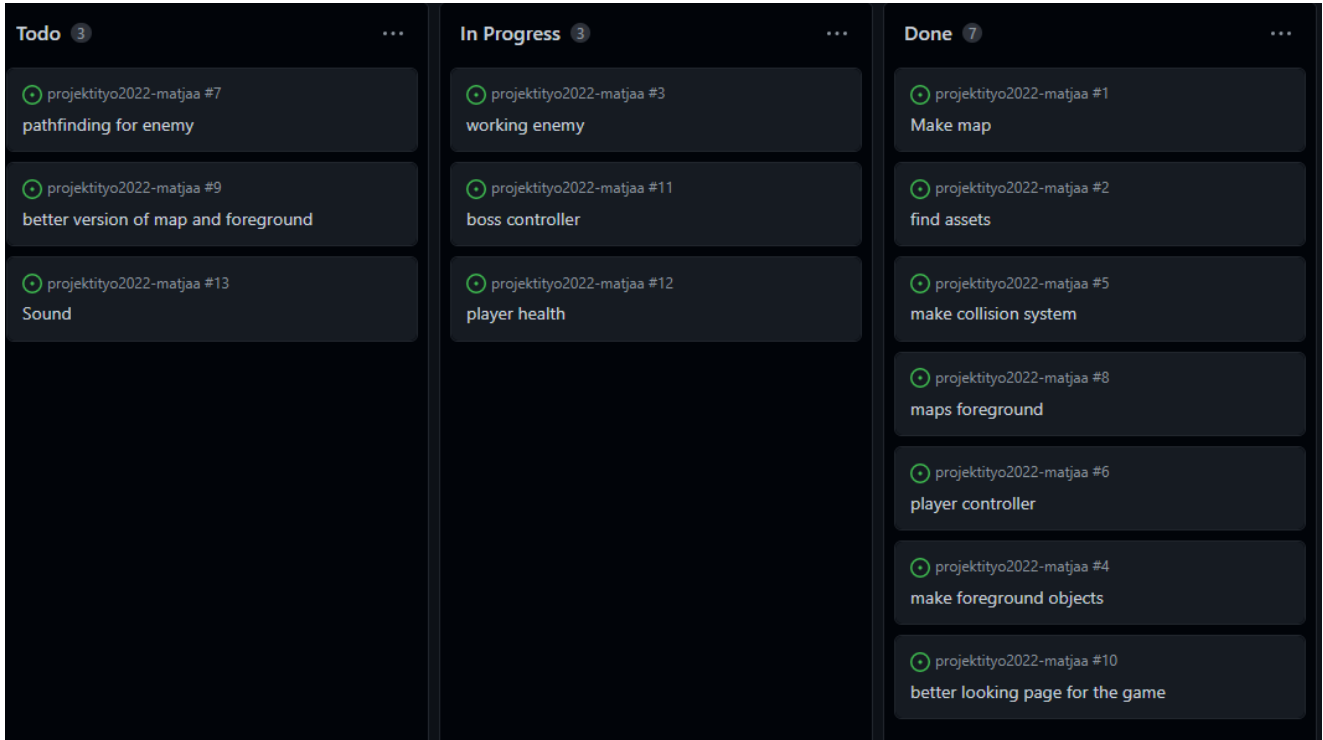 Todo 3 ...
projektityo2022-matjaa #7
pathfinding for enemy
projektityo2022-matjaa #9
better version of map and foreground
projektityo2022-matjaa #13
Sound
In Progress 3 ...
projektityo2022-matjaa #3
working enemy
projektityo2022-matjaa #11
boss controller
projektityo2022-matjaa #12
player health
Done 7 ...
projektityo2022-matjaa #1
Make map
projektityo2022-matjaa #2
find assets
projektityo2022-matjaa #5
make collision system
projektityo2022-matjaa #8
maps foreground
projektityo2022-matjaa #6
player controller
projektityo2022-matjaa #4
make foreground objects
projektityo2022-matjaa #10
better looking page for the game